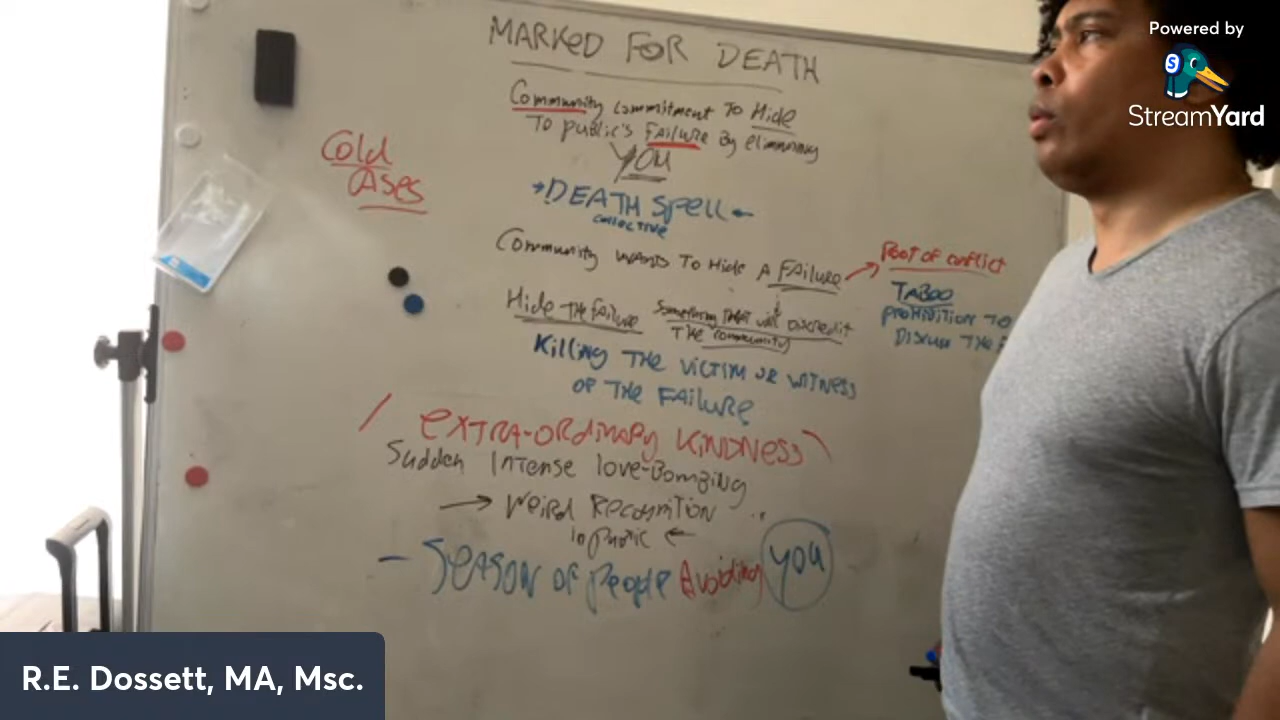 Powered by
StreamYard
MARKED FOR DEATH
Community commitment TO Hide
TO public's FAILURE By eliminating
YOU
→DEATH Spell←
collective
Cold
CASES
Community WANTS TO Hide A FAILURE
ROOT OF conflict
TABOO
PROHIBITION TO
DISCUSS THE
Hide THE FAILURE
Something THAT will DISCREDIT
THE community
Killing THE VICTIM OR WITNESS
OF THE FAILURE
/ EXTRA-ORDinARY KINDNESS \
Sudden Intense love-Bombing
→ Weird Recognition ..
In public ←
– SEASON OF People Avoiding YOU
R.E. Dossett, MA, Msc.